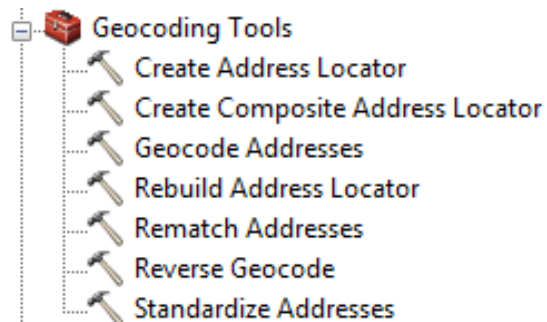 Geocoding Tools
Create Address Locator
Create Composite Address Locator
Geocode Addresses
Rebuild Address Locator
Rematch Addresses
Reverse Geocode
Standardize Addresses